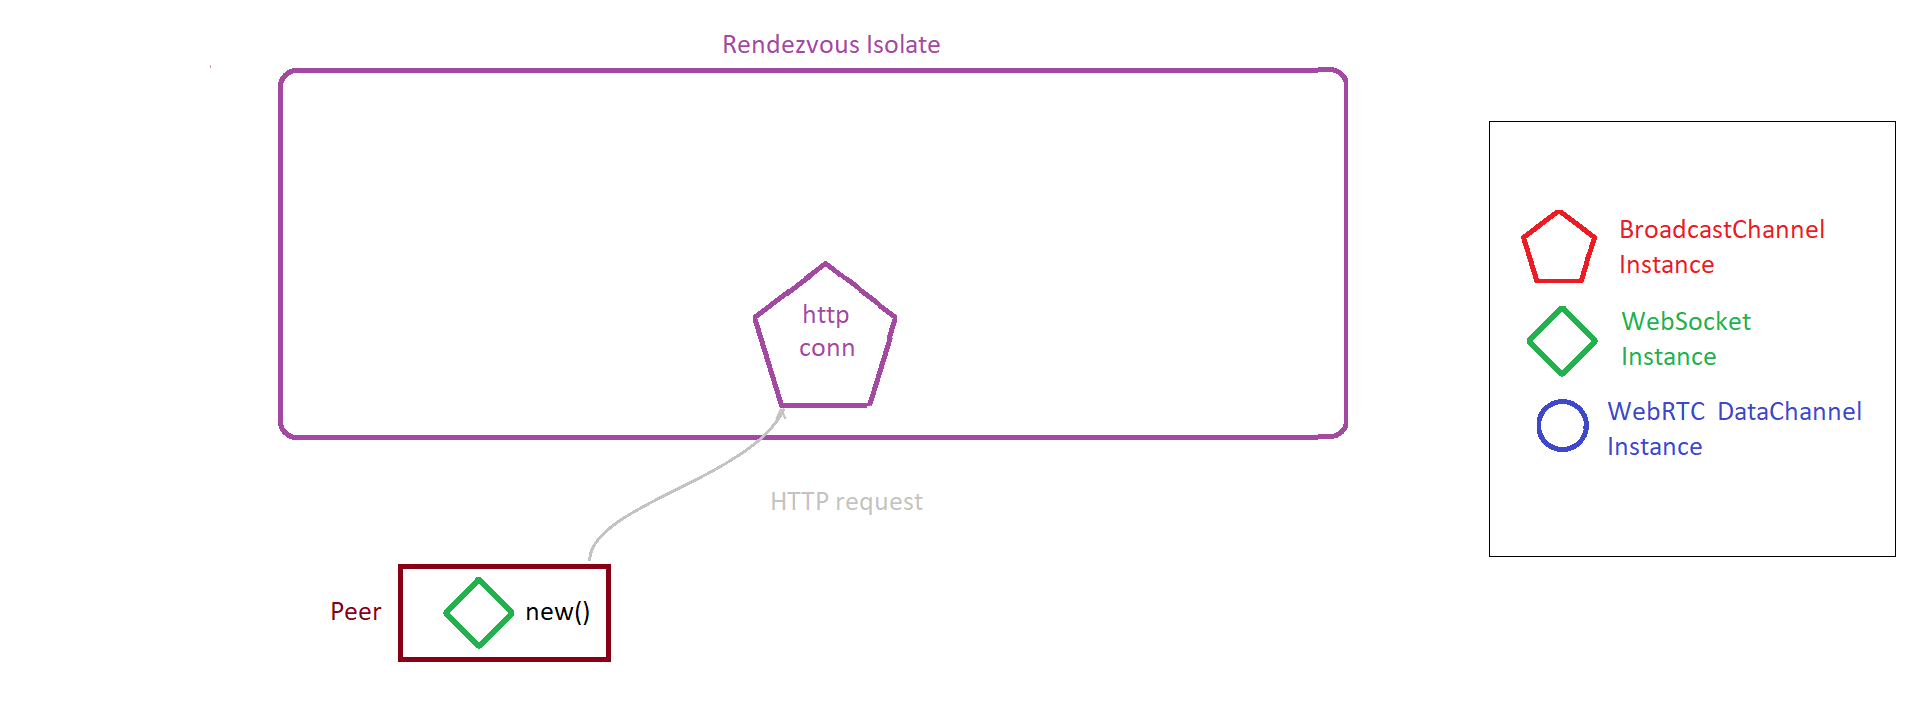 Rendezvous Isolate
http
conn
HTTP request
Peer
new()
BroadcastChannel
Instance
WebSocket
Instance
WebRTC DataChannel
Instance